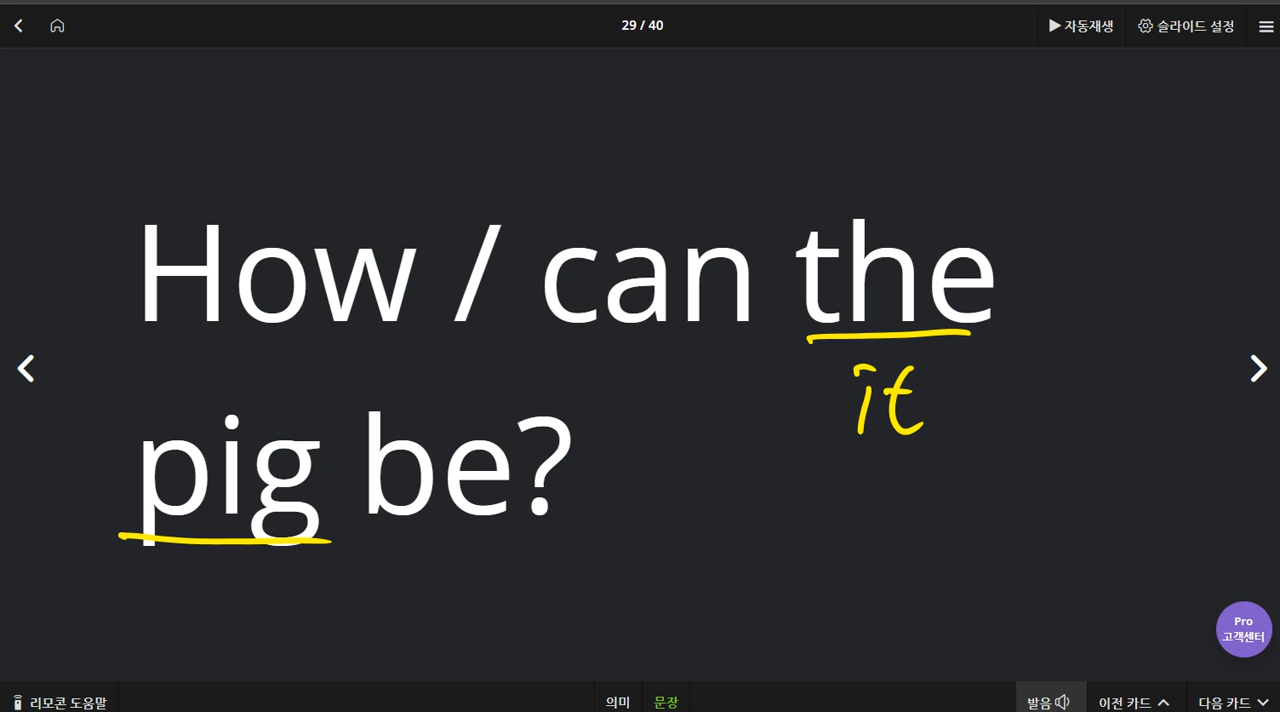 29 / 40
자동재생
슬라이드 설정
How / can the
it
pig be?
Pro
고객센터
리모콘 도움말
의미
문장
발음
이전 카드
다음 카드